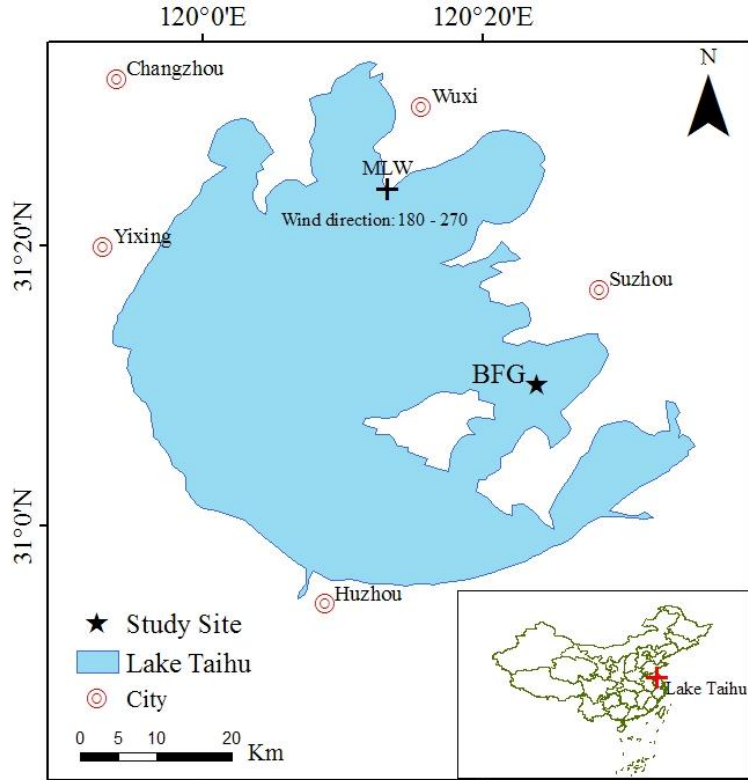 120°0'E
120°20'E
N
Changzhou
Wuxi
MLW
Wind direction: 180 - 270
31°20'N
Yixing
Suzhou
BFG
31°0'N
Huzhou
Study Site
Lake Taihu
City
0 5 10 20
Km
Lake Taihu